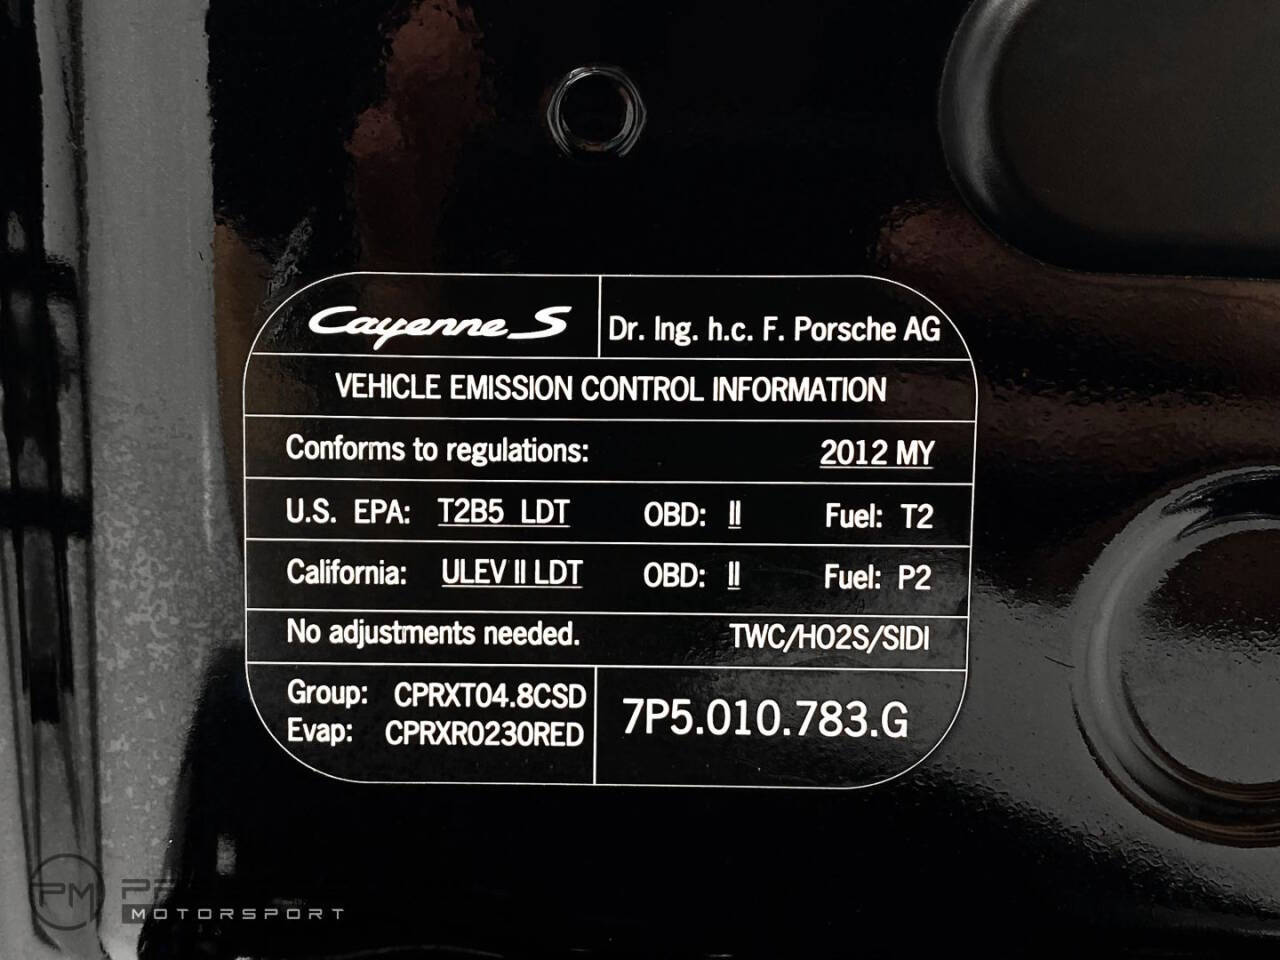 Cayenne S
Dr. Ing. h.c. F. Porsche AG
VEHICLE EMISSION CONTROL INFORMATION
Conforms to regulations: 2012 MY
U.S. EPA: T2B5 LDT OBD: II Fuel: T2
California: ULEV II LDT OBD: II Fuel: P2
No adjustments needed. TWC/HO2S/SIDI
Group: CPRXT04.8CSD
Evap: CPRXR0230RED
7P5.010.783.G
PM
MOTORSPORT